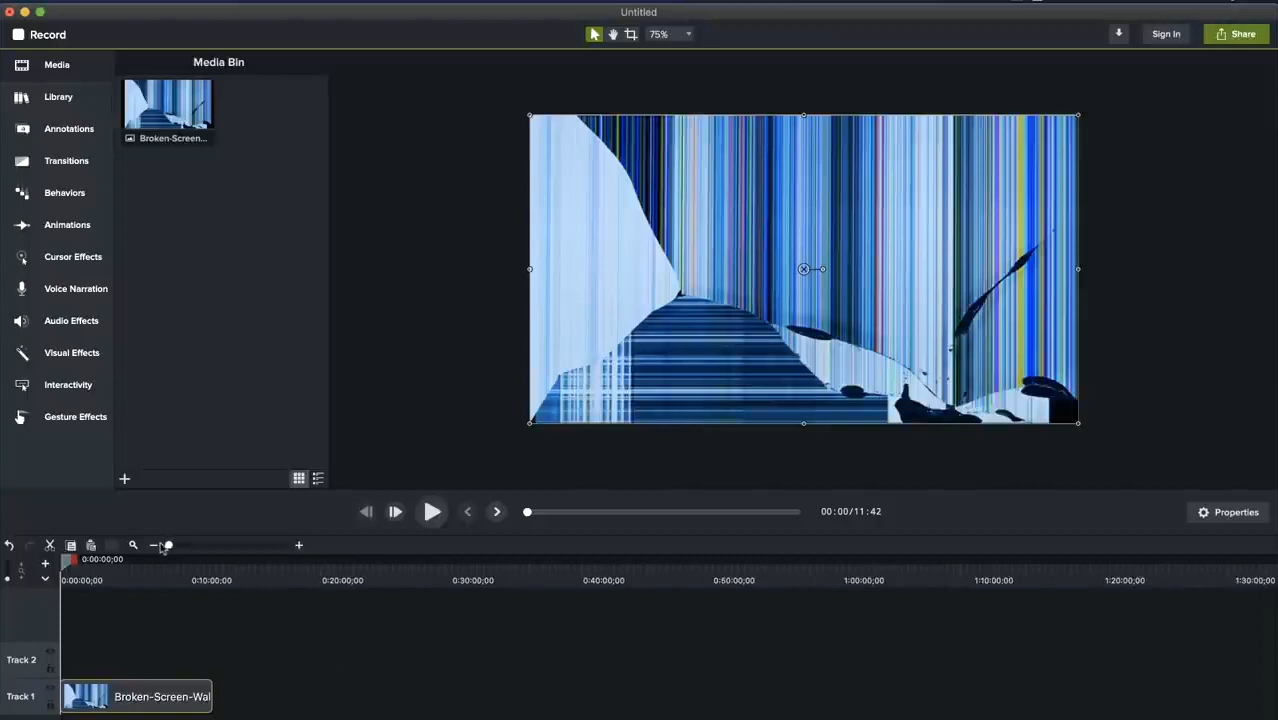 Untitled
Record
75%
Sign In
Share
Media
Media Bin
Library
Broken-Screen...
Annotations
Transitions
Behaviors
Animations
Cursor Effects
Voice Narration
Audio Effects
Visual Effects
Interactivity
Gesture Effects
00:00/11:42
Properties
0:00:00;00
0:00:00;00 0:10:00;00 0:20:00;00 0:30:00;00 0:40:00;00 0:50:00;00 1:00:00;00 1:10:00;00 1:20:00;00 1:30:00;00
Track 2
Track 1
Broken-Screen-Wal